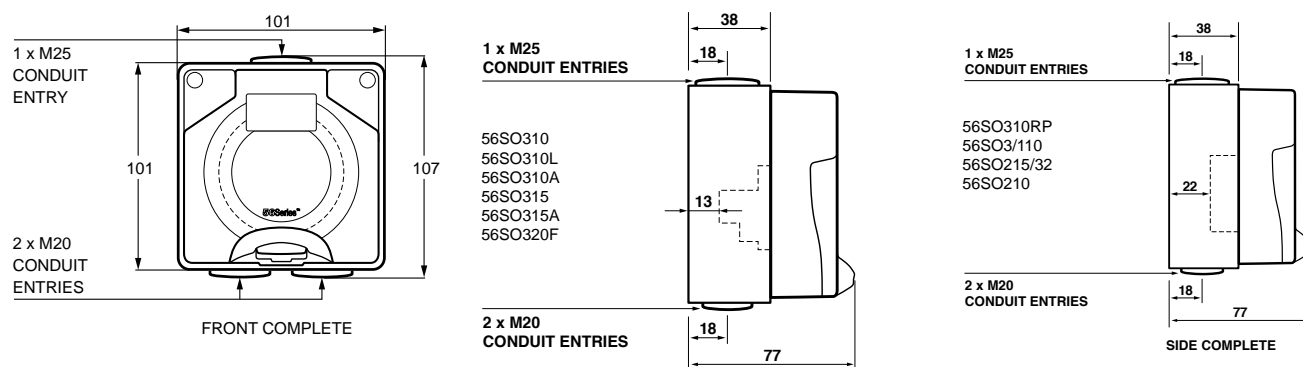 101
1 x M25
CONDUIT
ENTRY
101
107
56Series™
2 x M20
CONDUIT
ENTRIES
FRONT COMPLETE
38
18
1 x M25
CONDUIT ENTRIES
56SO310
56SO310L
56SO310A
56SO315
56SO315A
56SO320F
13
2 x M20
CONDUIT ENTRIES
18
77
38
18
1 x M25
CONDUIT ENTRIES
56SO310RP
56SO3/110
56SO215/32
56SO210
22
2 x M20
CONDUIT ENTRIES
18
77
SIDE COMPLETE